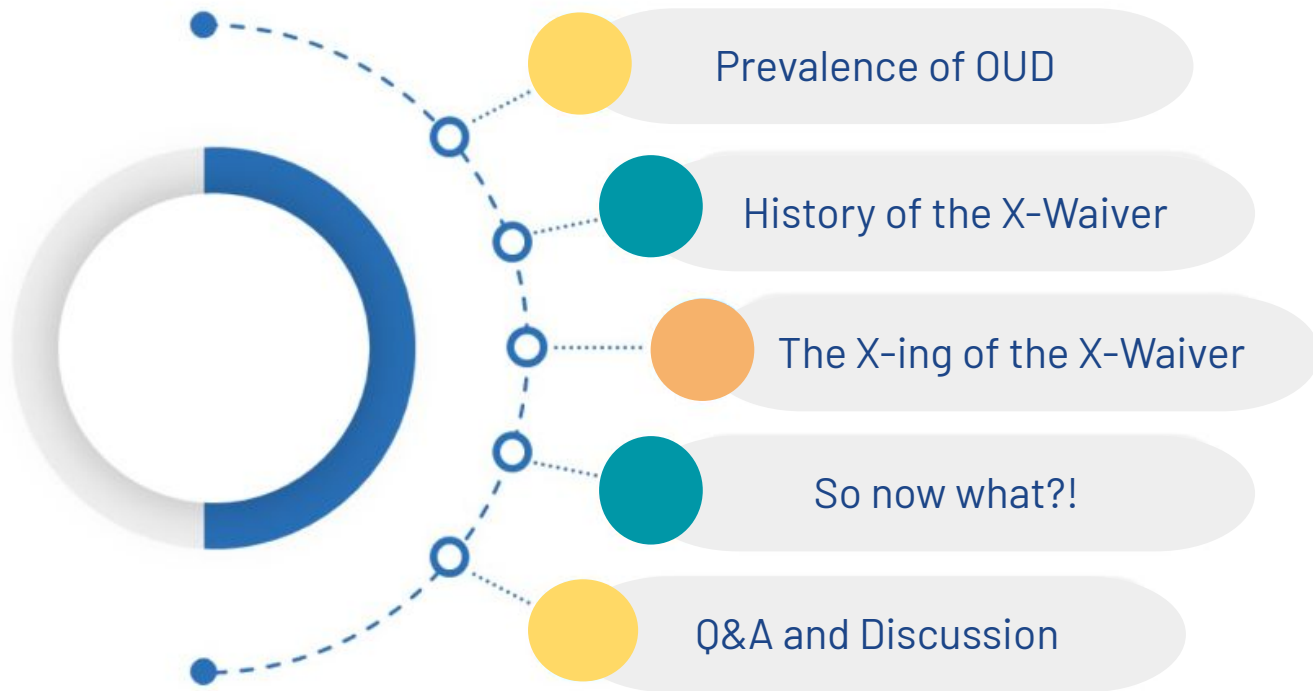 Prevalence of OUD
History of the X-Waiver
The X-ing of the X-Waiver
So now what?!
Q&A and Discussion